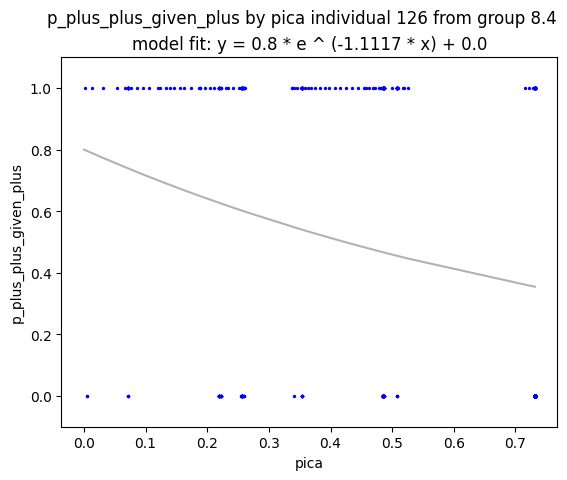 p_plus_plus_given_plus by pica individual 126 from group 8.4
model fit: y = 0.8 * e ^ (-1.1117 * x) + 0.0
1.0
0.8
0.6
0.4
0.2
0.0
p_plus_plus_given_plus
0.0 0.1 0.2 0.3 0.4 0.5 0.6 0.7
pica